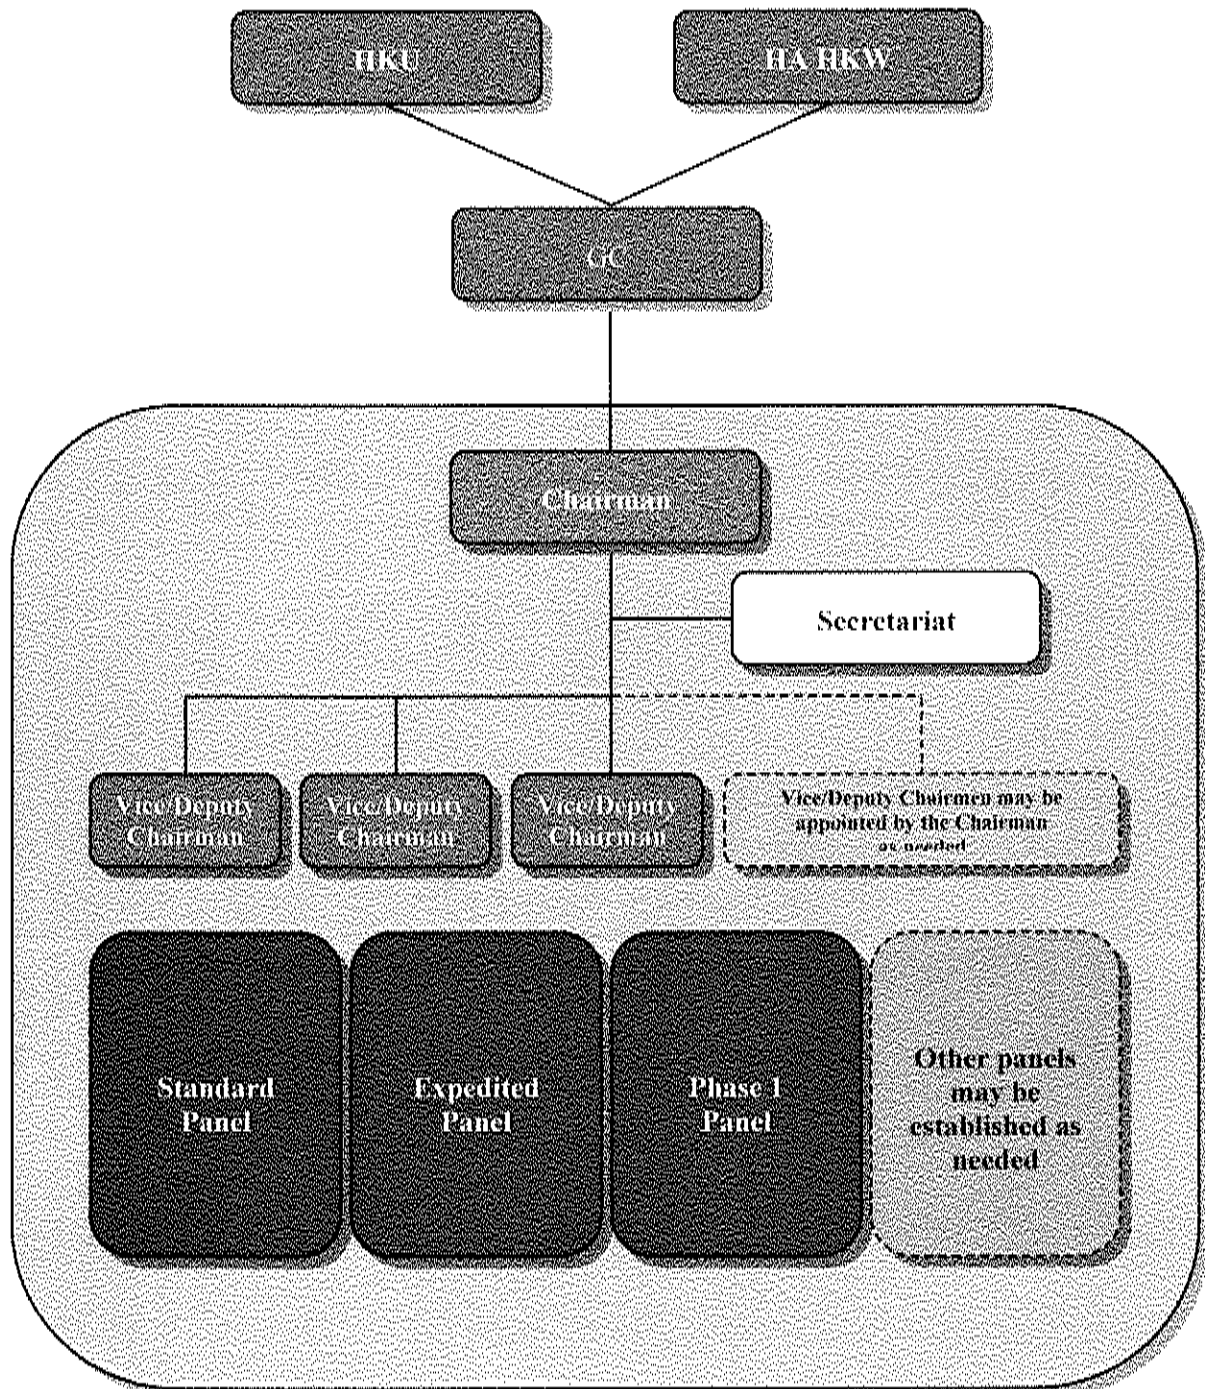 HKU
HA HKW
GC
Chairman
Secretariat
Vice/Deputy
Chairman
Vice/Deputy
Chairman
Vice/Deputy
Chairman
Vice/Deputy Chairmen may be
appointed by the Chairman
as needed
Standard
Panel
Expedited
Panel
Phase 1
Panel
Other panels
may be
established as
needed